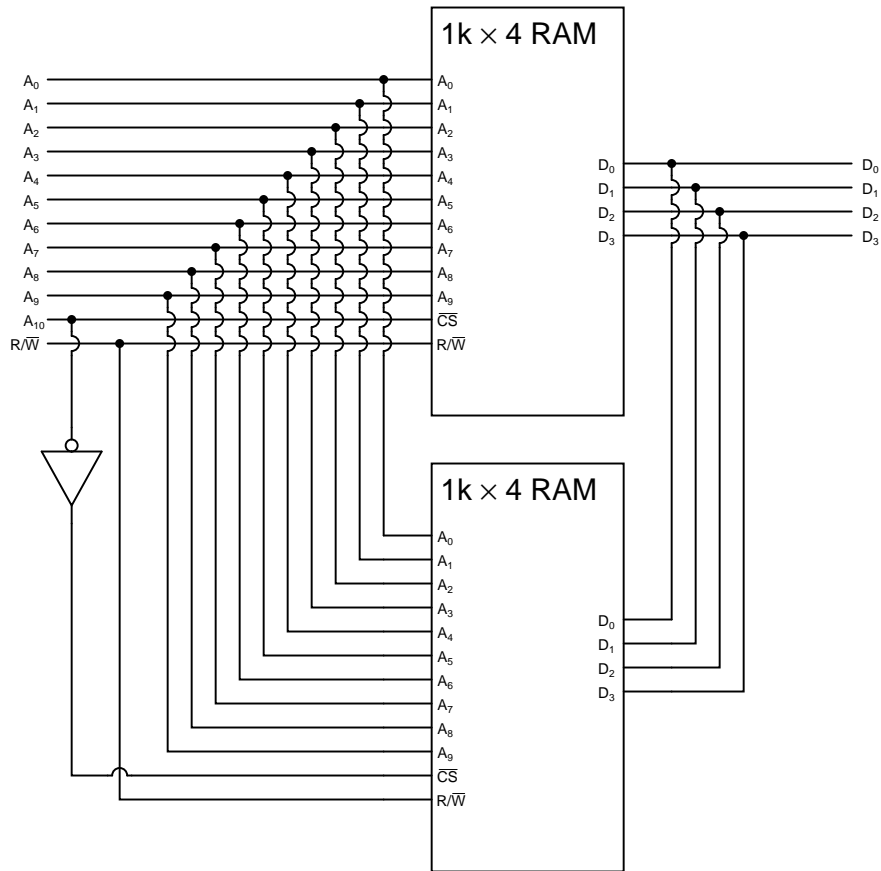 1k × 4 RAM
A₀
A₁
A₂
A₃
A₄
A₅
A₆
A₇
A₈
A₉
A₁₀
R/W̅
A₀
A₁
A₂
A₃
A₄
A₅
A₆
A₇
A₈
A₉
C̅S̅
R/W̅
D₀
D₁
D₂
D₃
D₀
D₁
D₂
D₃
1k × 4 RAM
A₀
A₁
A₂
A₃
A₄
A₅
A₆
A₇
A₈
A₉
C̅S̅
R/W̅
D₀
D₁
D₂
D₃